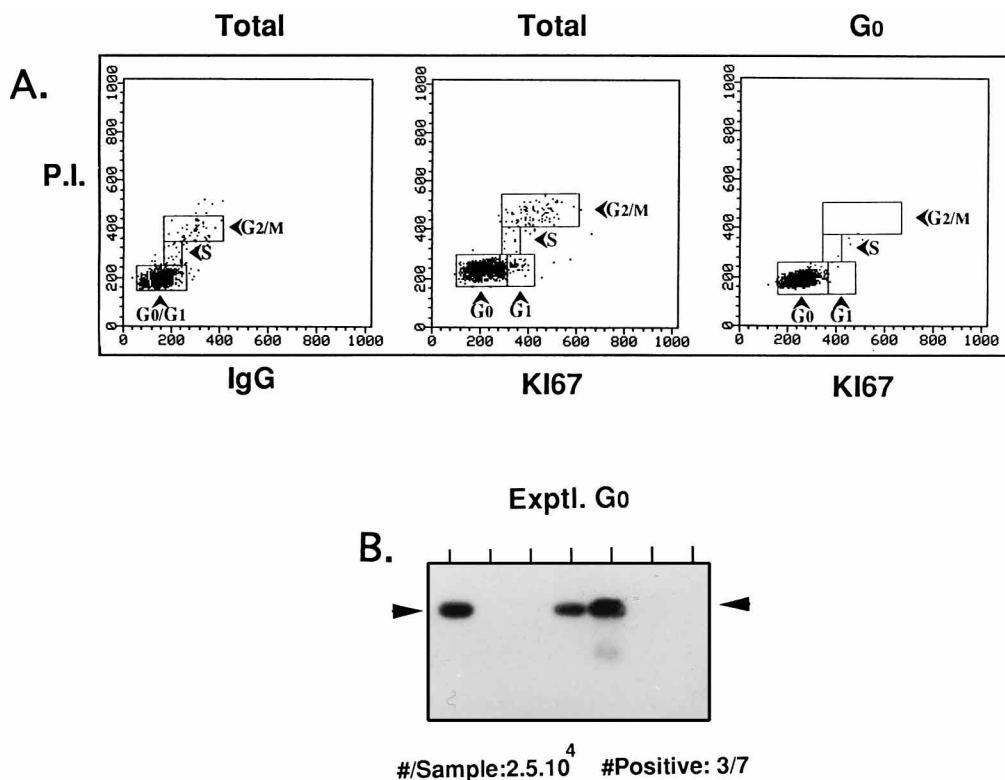 Total Total G0
A.
P.I.
1000 800 600 400 200 0
G2/M
S
G0/G1
0 200 400 600 800 1000
IgG
1000 800 600 400 200 0
G2/M
S
G0 G1
0 200 400 600 800 1000
KI67
1000 800 600 400 200 0
G2/M
S
G0 G1
200 400 600 800 1000
KI67
Exptl. G0
B.
#/Sample:2.5.10^4 #Positive: 3/7